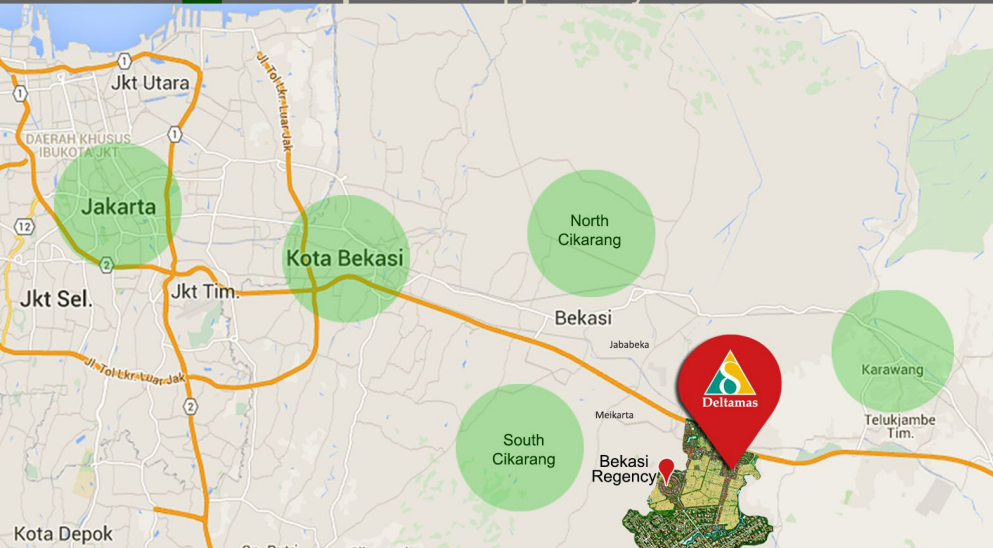 1
Jkt Utara
Jl. Tol Lkr. Luar Jak
1
1
DAERAH KHUSUS
IBUKOTA JKT
Jakarta
North
Cikarang
12
Kota Bekasi
2
Jkt Tim.
Jkt Sel.
Bekasi
Jababeka
Deltamas
Karawang
Jl. Tol Lkr. Luar Jak
2
Meikarta
Telukjambe
Tim.
South
Cikarang
Bekasi
Regency
Kota Depok